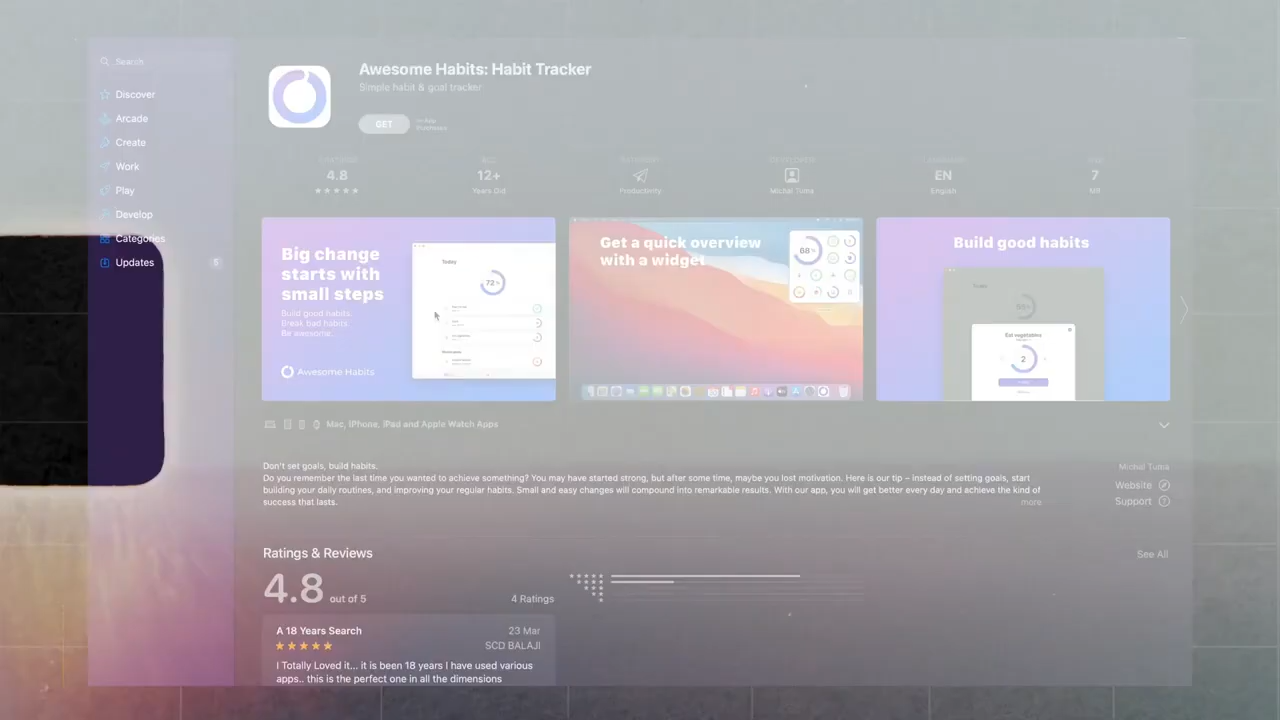 Search
Discover
Arcade
Create
Work
Play
Develop
Categories
Updates
5
Awesome Habits: Habit Tracker
Simple habit & goal tracker
GET
In-App
Purchases
4.8
12+
EN
7
★★★★★
Years Old
Productivity
Michal Tuma
English
MB
Big change
starts with
small steps
Build good habits.
Break bad habits.
Be awesome.
Awesome Habits
Today
72%
Get a quick overview
with a widget
68%
Build good habits
Eat vegetables
2
Mac, iPhone, iPad and Apple Watch Apps
Don't set goals, build habits.
Do you remember the last time you wanted to achieve something? You may have started strong, but after some time, maybe you lost motivation. Here is our tip – instead of setting goals, start
building your daily routines, and improving your regular habits. Small and easy changes will compound into remarkable results. With our app, you will get better every day and achieve the kind of
success that lasts.
more
Michal Tuma
Website
Support
Ratings & Reviews
See All
4.8 out of 5
4 Ratings
A 18 Years Search
23 Mar
★★★★★
SCD BALAJI
I Totally Loved it... it is been 18 years I have used various
apps.. this is the perfect one in all the dimensions